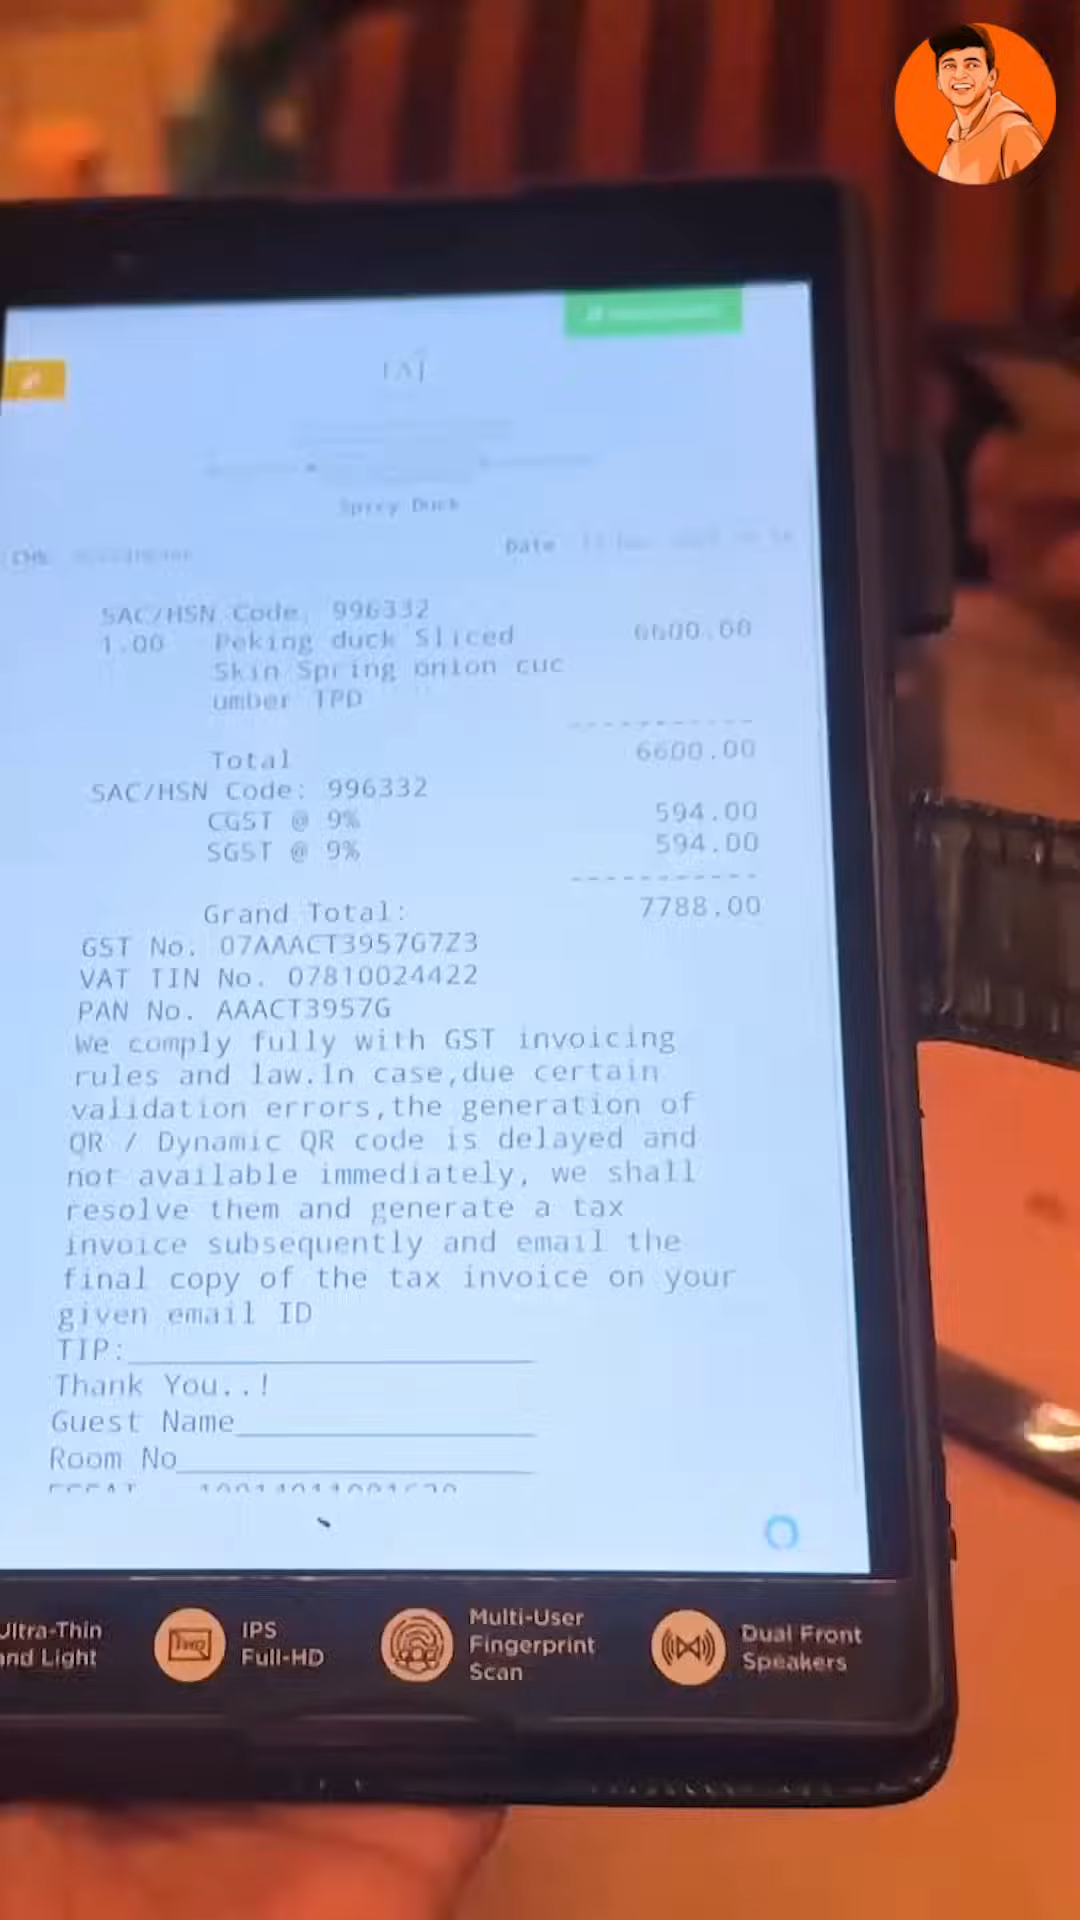 TAJ
Spicy Duck
Date
SAC/HSN Code: 996332
1.00 Peking duck Sliced 6600.00
Skin Spring onion cuc
umber TPD
Total 6600.00
SAC/HSN Code: 996332
CGST @ 9% 594.00
SGST @ 9% 594.00
Grand Total: 7788.00
GST No. 07AAACT3957G7Z3
VAT TIN No. 07810024422
PAN No. AAACT3957G
We comply fully with GST invoicing
rules and law.In case,due certain
validation errors,the generation of
QR / Dynamic QR code is delayed and
not available immediately, we shall
resolve them and generate a tax
invoice subsequently and email the
final copy of the tax invoice on your
given email ID
TIP:
Thank You..!
Guest Name
Room No
Ultra-Thin
and Light
IPS
Full-HD
Multi-User
Fingerprint
Scan
Dual Front
Speakers